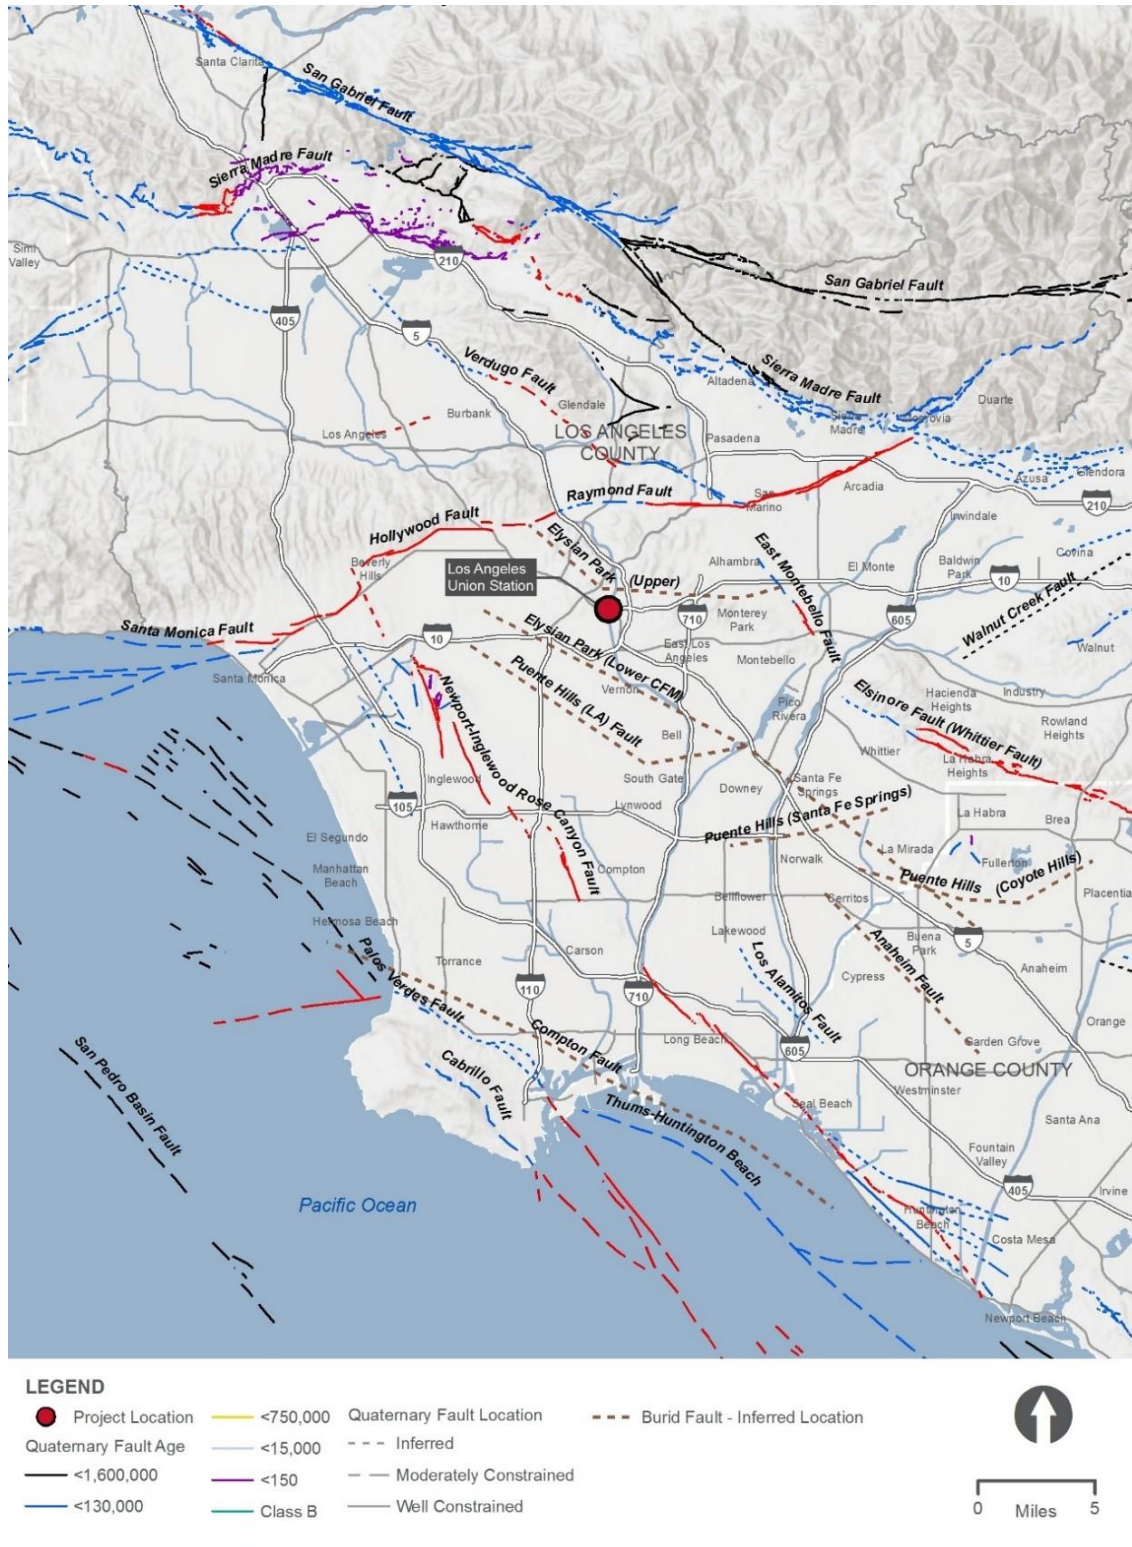 Santa Clarita
San Gabriel Fault
Sierra Madre Fault
Simi
Valley
210
San Gabriel Fault
405
5
Verdugo Fault
Sierra Madre Fault
Altadena
Duarte
Burbank
Glendale
Sierra
Madre
Monrovia
Los Angeles
LOS ANGELES
COUNTY
Pasadena
Azusa
Glendora
Raymond Fault
San
Marino
Arcadia
210
Hollywood Fault
Irwindale
Elysian Park
(Upper)
East Montebello Fault
Beverly
Hills
Los Angeles
Union Station
Alhambra
El Monte
Baldwin
Park
Covina
10
Walnut Creek Fault
710
Monterey
Park
605
Santa Monica Fault
10
Elysian Park (Lower CFM)
East Los
Angeles
Montebello
Walnut
Santa Monica
Puente Hills (LA) Fault
Vernon
Newport-Inglewood Rose Canyon Fault
Pico
Rivera
Elsinore Fault (Whittier Fault)
Hacienda
Heights
Industry
Rowland
Heights
Bell
Whittier
La Habra
Heights
Inglewood
South Gate
Downey
Santa Fe
Springs
105
Lynwood
Puente Hills (Santa Fe Springs)
La Habra
Brea
Hawthorne
El Segundo
Manhattan
Beach
Compton
Norwalk
La Mirada
Fullerton
Puente Hills
(Coyote Hills)
Placentia
Bellflower
Cerritos
Hermosa Beach
Lakewood
Anaheim Fault
Buena
Park
5
Palos Verdes Fault
Torrance
Carson
Los Alamitos Fault
Cypress
Anaheim
110
710
Orange
San Pedro Basin Fault
Compton Fault
Long Beach
605
Garden Grove
Cabrillo Fault
ORANGE COUNTY
Westminster
Thums-Huntington Beach
Seal Beach
Santa Ana
Fountain
Valley
405
Irvine
Pacific Ocean
Huntington
Beach
Costa Mesa
Newport Beach
LEGEND
Project Location
Quaternary Fault Age
<1,600,000
<130,000
<750,000
<15,000
<150
Class B
Quaternary Fault Location
Inferred
Moderately Constrained
Well Constrained
Burid Fault - Inferred Location
0 Miles 5